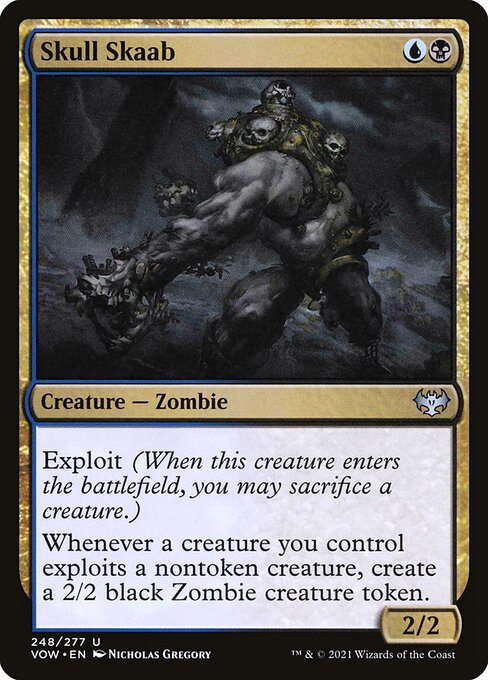 Skull Skaab
Creature — Zombie
Exploit (When this creature enters
the battlefield, you may sacrifice a
creature.)
Whenever a creature you control
exploits a nontoken creature, create
a 2/2 black Zombie creature token.
2/2
248/277 U
VOW • EN Nicholas Gregory
™ & © 2021 Wizards of the Coast